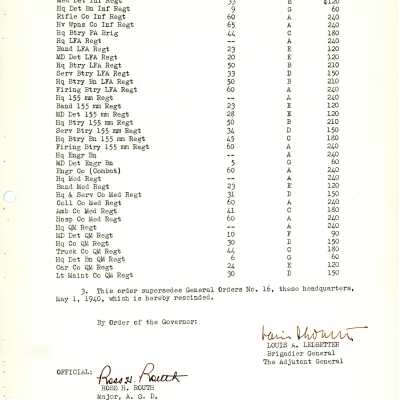 Med Det Inf Regt 33 E $120
Hq Det Bn Inf Regt 9 G 60
Rifle Co Inf Regt 60 A 240
Hv Wpns Co Inf Regt 65 A 240
Hq Btry FA Brig 44 C 180
Hq LFA Regt -- A 240
Band LFA Regt 23 E 120
MD Det LFA Regt 20 E 120
Hq Btry LFA Regt 50 B 210
Serv Btry LFA Regt 33 D 150
Hq Btry Bn LFA Regt 50 B 210
Firing Btry LFA Regt 60 A 240
Hq 155 mm Regt -- A 240
Band 155 mm Regt 23 E 120
MD Det 155 mm Regt 28 E 120
Hq Btry 155 mm Regt 50 B 210
Serv Btry 155 mm Regt 34 D 150
Hq Btry Bn 155 mm Regt 45 C 180
Firing Btry 155 mm Regt 60 A 240
Hq Engr Bn -- A 240
MD Det Engr Bn 5 G 60
Engr Co (Combat) 60 A 240
Hq Med Regt -- A 240
Band Med Regt 23 E 120
Hq & Serv Co Med Regt 31 D 150
Coll Co Med Regt 60 A 240
Amb Co Med Regt 41 C 180
Hosp Co Med Regt 60 A 240
Hq QM Regt -- A 240
MD Det QM Regt 10 F 90
Hq Co QM Regt 30 D 150
Truck Co QM Regt 44 C 180
Hq Det Bn QM Regt 6 G 60
Car Co QM Regt 24 E 120
Lt Maint Co QM Regt 30 D 150
3. This order supersedes General Orders No. 16, these headquarters,
May 1, 1940, which is hereby rescinded.
By Order of the Governor:
LOUIS A. LEDBETTER
Brigadier General
The Adjutant General
OFFICIAL:
Ross H. Routh
ROSS H. ROUTH
Major, A. G. D.